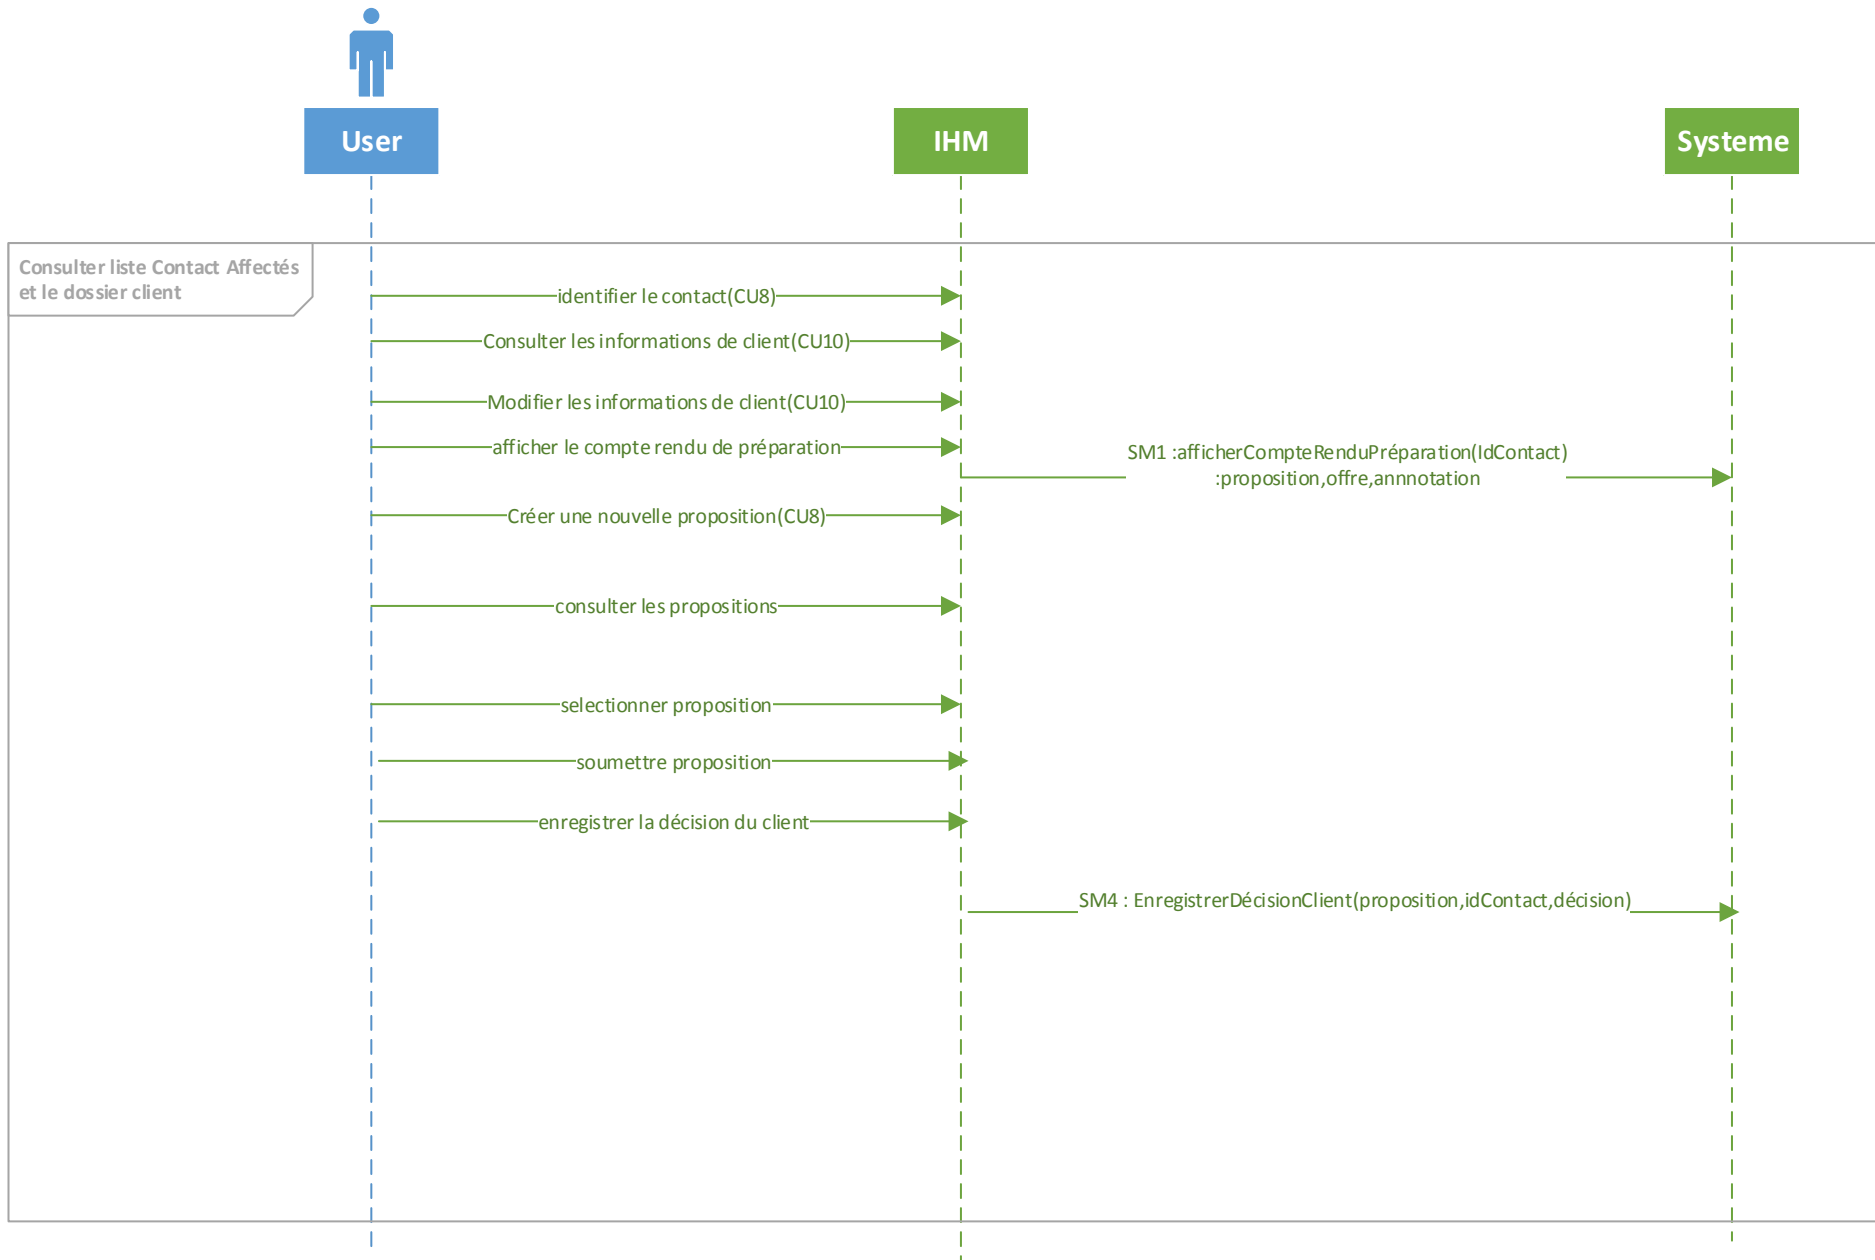 User
IHM
Systeme
Consulter liste Contact Affectés
et le dossier client
identifier le contact(CU8)
Consulter les informations de client(CU10)
Modifier les informations de client(CU10)
afficher le compte rendu de préparation
SM1 :afficherCompteRenduPréparation(IdContact)
:proposition,offre,annnotation
Créer une nouvelle proposition(CU8)
consulter les propositions
selectionner proposition
soumettre proposition
enregistrer la décision du client
SM4 : EnregistrerDécisionClient(proposition,idContact,décision)